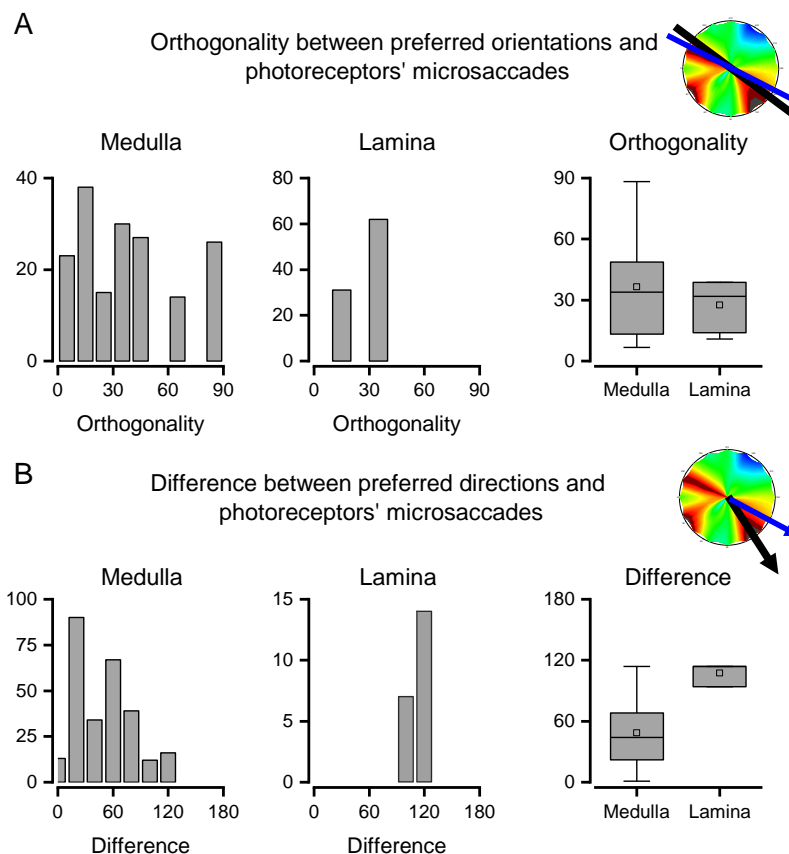 A
Orthogonality between preferred orientations and
photoreceptors' microsaccades
Medulla
Lamina
Orthogonality
40
20
0
0 30 60 90
Orthogonality
80
60
40
20
0
0 30 60 90
Orthogonality
90
60
30
0
Medulla Lamina
B
Difference between preferred directions and
photoreceptors' microsaccades
Medulla
Lamina
Difference
100
75
50
25
0
0 60 120 180
Difference
15
10
5
0
0 60 120 180
Difference
180
120
60
0
Medulla Lamina